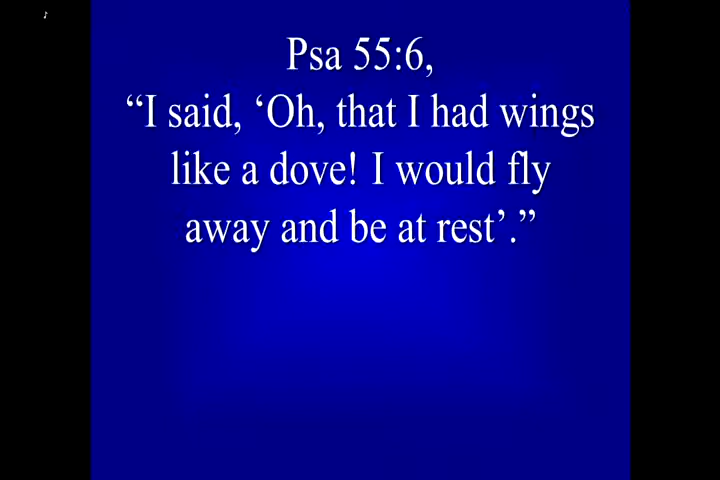 Psa 55:6,
“I said, ‘Oh, that I had wings
like a dove! I would fly
away and be at rest’.”